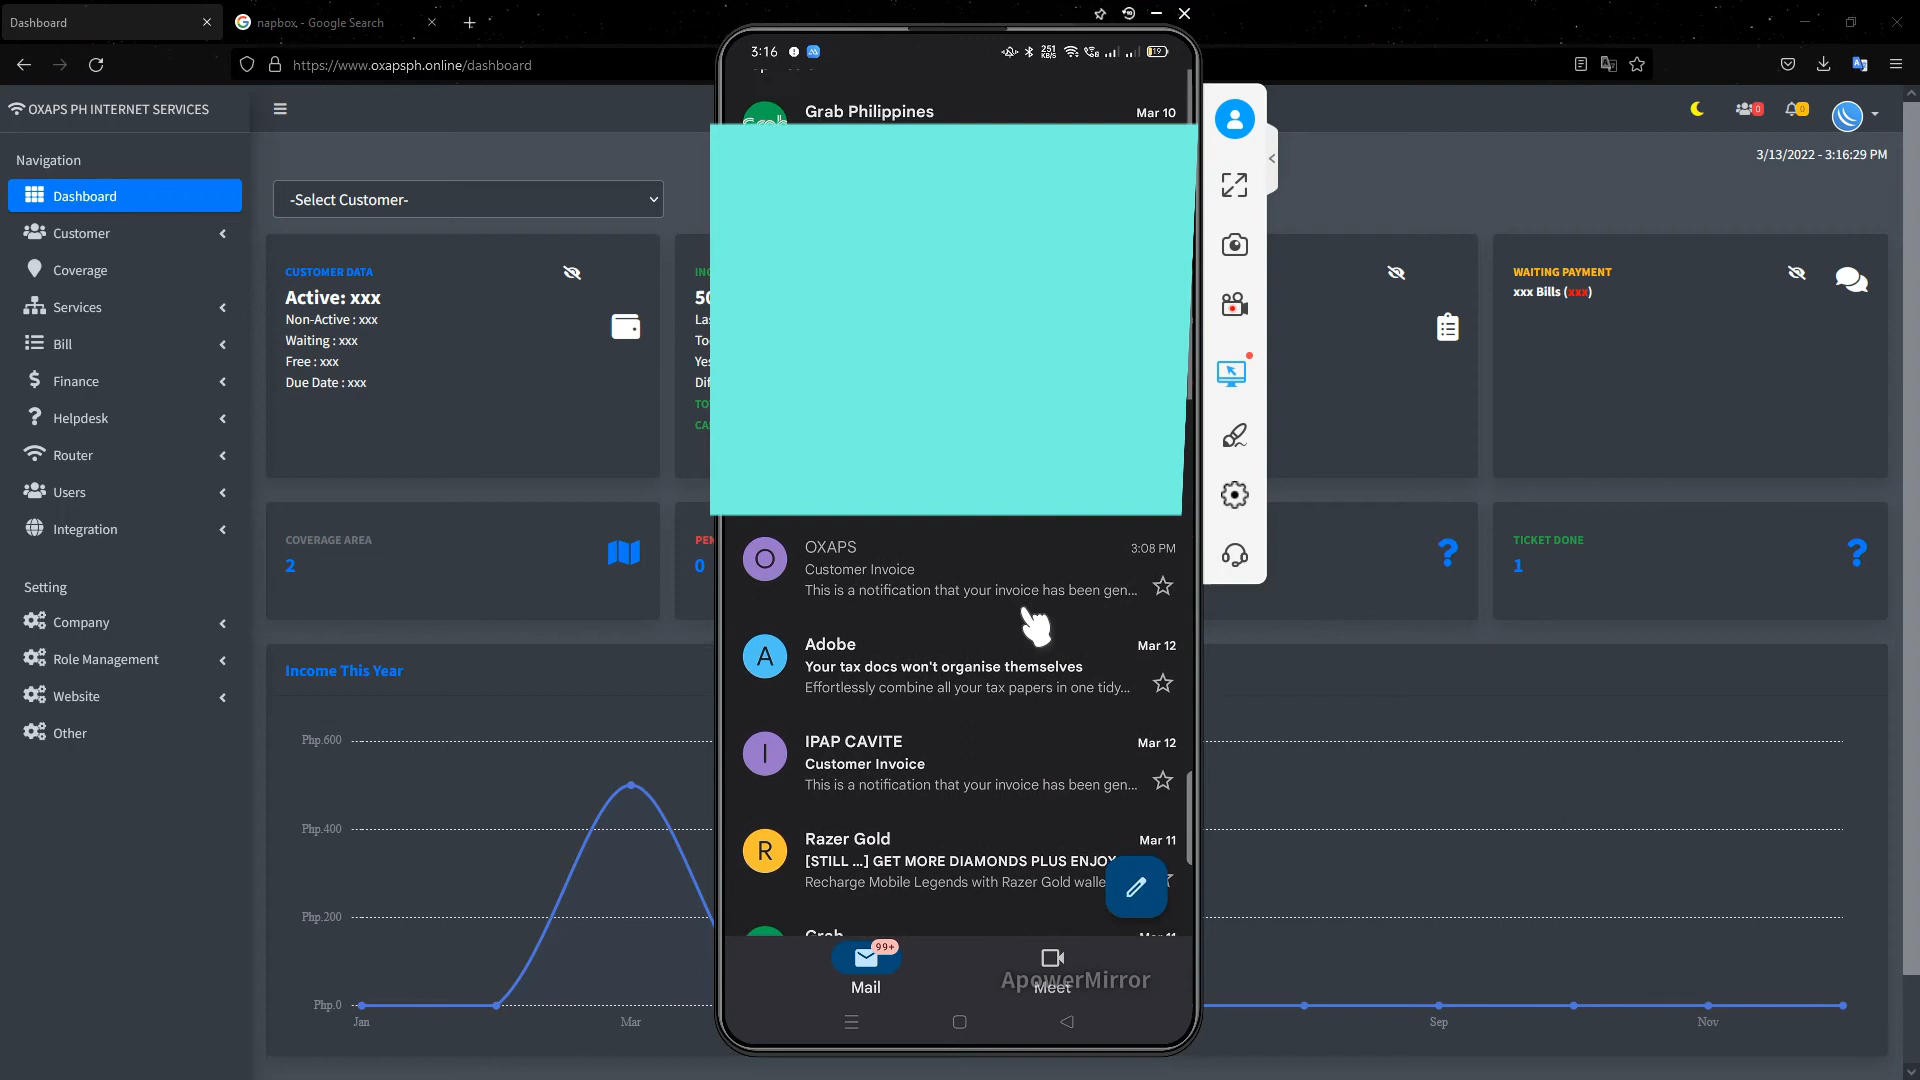 Dashboard
napbox - Google Search
https://www.oxapsph.online/dashboard
OXAPS PH INTERNET SERVICES
3/13/2022 - 3:16:29 PM
0
0
Navigation
Dashboard
Customer
Coverage
Services
Bill
Finance
Helpdesk
Router
Users
Integration
Setting
Company
Role Management
Website
Other
-Select Customer-
CUSTOMER DATA
Active: xxx
Non-Active : xxx
Waiting : xxx
Free : xxx
Due Date : xxx
WAITING PAYMENT
xxx Bills (xxx)
COVERAGE AREA
2
0
TICKET DONE
1
Income This Year
Php.600
Php.400
Php.200
Php.0
Jan
Mar
Sep
Nov
3:16
251
KB/S
19
Grab Philippines
Mar 10
OXAPS
3:08 PM
Customer Invoice
This is a notification that your invoice has been gen...
Adobe
Mar 12
Your tax docs won't organise themselves
Effortlessly combine all your tax papers in one tidy...
IPAP CAVITE
Mar 12
Customer Invoice
This is a notification that your invoice has been gen...
Razer Gold
Mar 11
[STILL ...] GET MORE DIAMONDS PLUS ENJOY
Recharge Mobile Legends with Razer Gold walle
Grab
Mar 11
O
A
I
R
99+
Mail
Meet
ApowerMirror